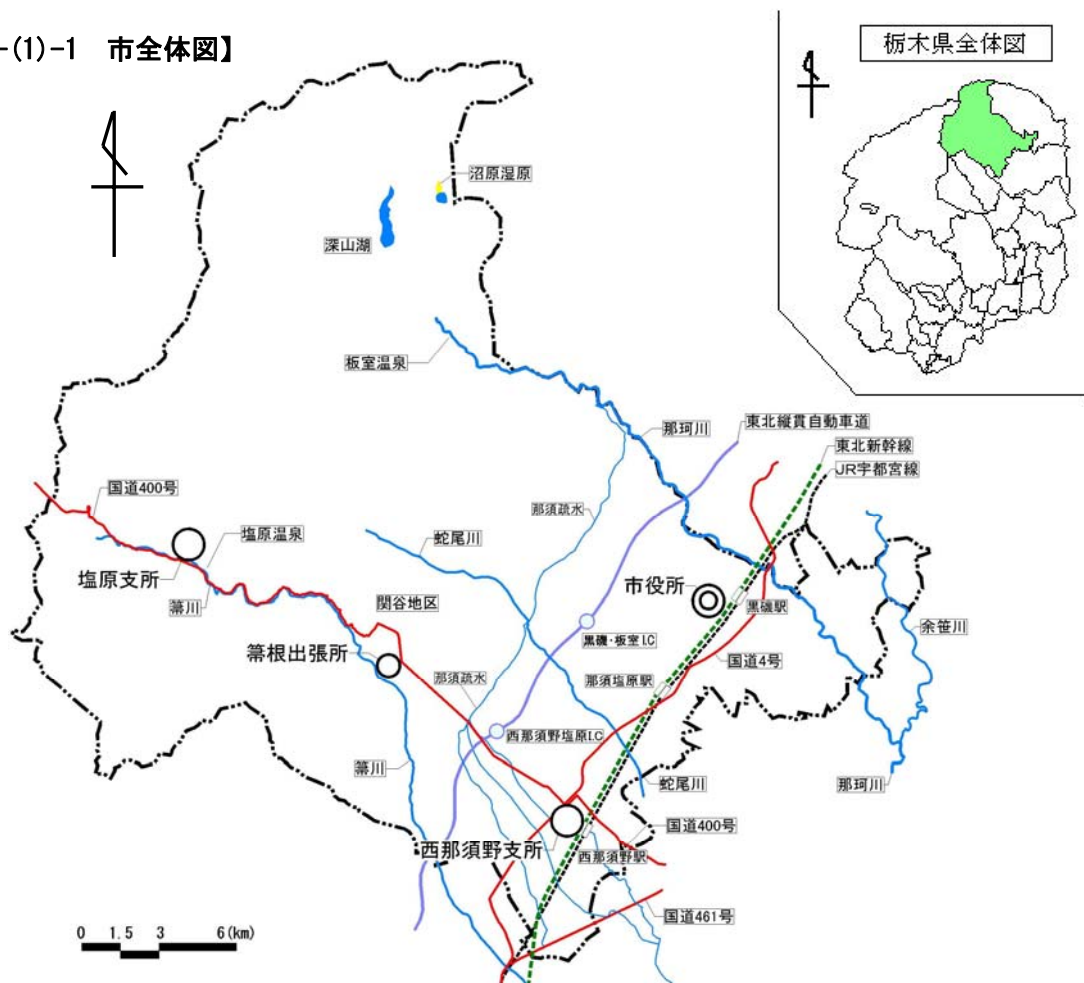 -(1)-1 市全体図】
栃木県全体図
沼原湿原
深山湖
板室温泉
那珂川
東北縦貫自動車道
東北新幹線
JR宇都宮線
国道400号
那須疏水
塩原温泉
蛇尾川
塩原支所
市役所
箒川
関谷地区
黒磯駅
黒磯・板室I.C
余笹川
箒根出張所
国道4号
那須塩原駅
那須疏水
西那須野塩原I.C
箒川
蛇尾川
那珂川
国道400号
西那須野支所
西那須野駅
国道461号
0 1.5 3 6(km)